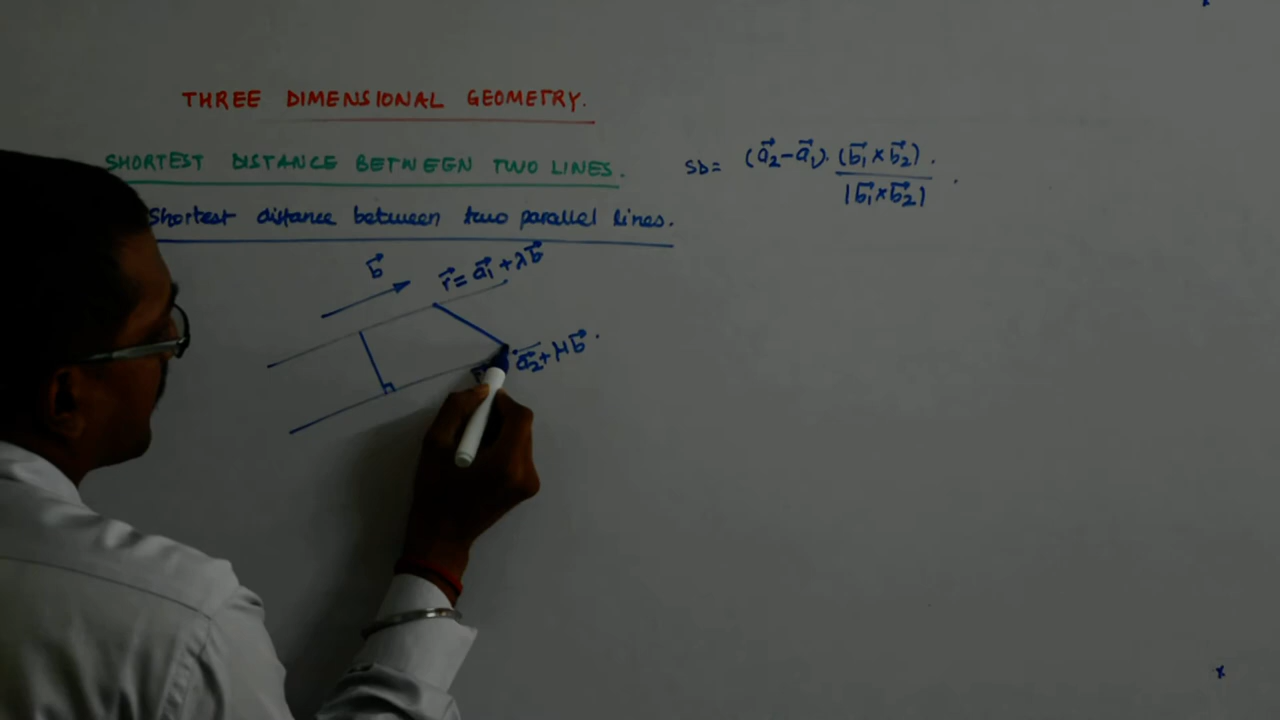 THREE DIMENSIONAL GEOMETRY.
SHORTEST DISTANCE BETWEEN TWO LINES.
Shortest distance between two parallel lines.
b⃗
r⃗ = a⃗₁ + λb⃗
a⃗₂ + μb⃗.
SD = (a⃗₂ − a⃗₁). (b⃗₁ × b⃗₂).
|b⃗₁ × b⃗₂|